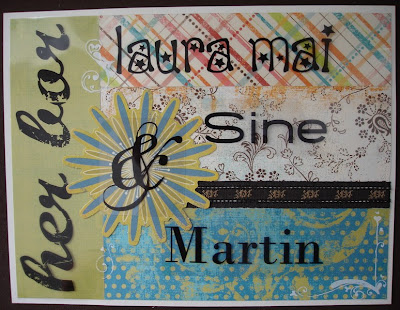 her bor
laura mai
Sine
&
Martin